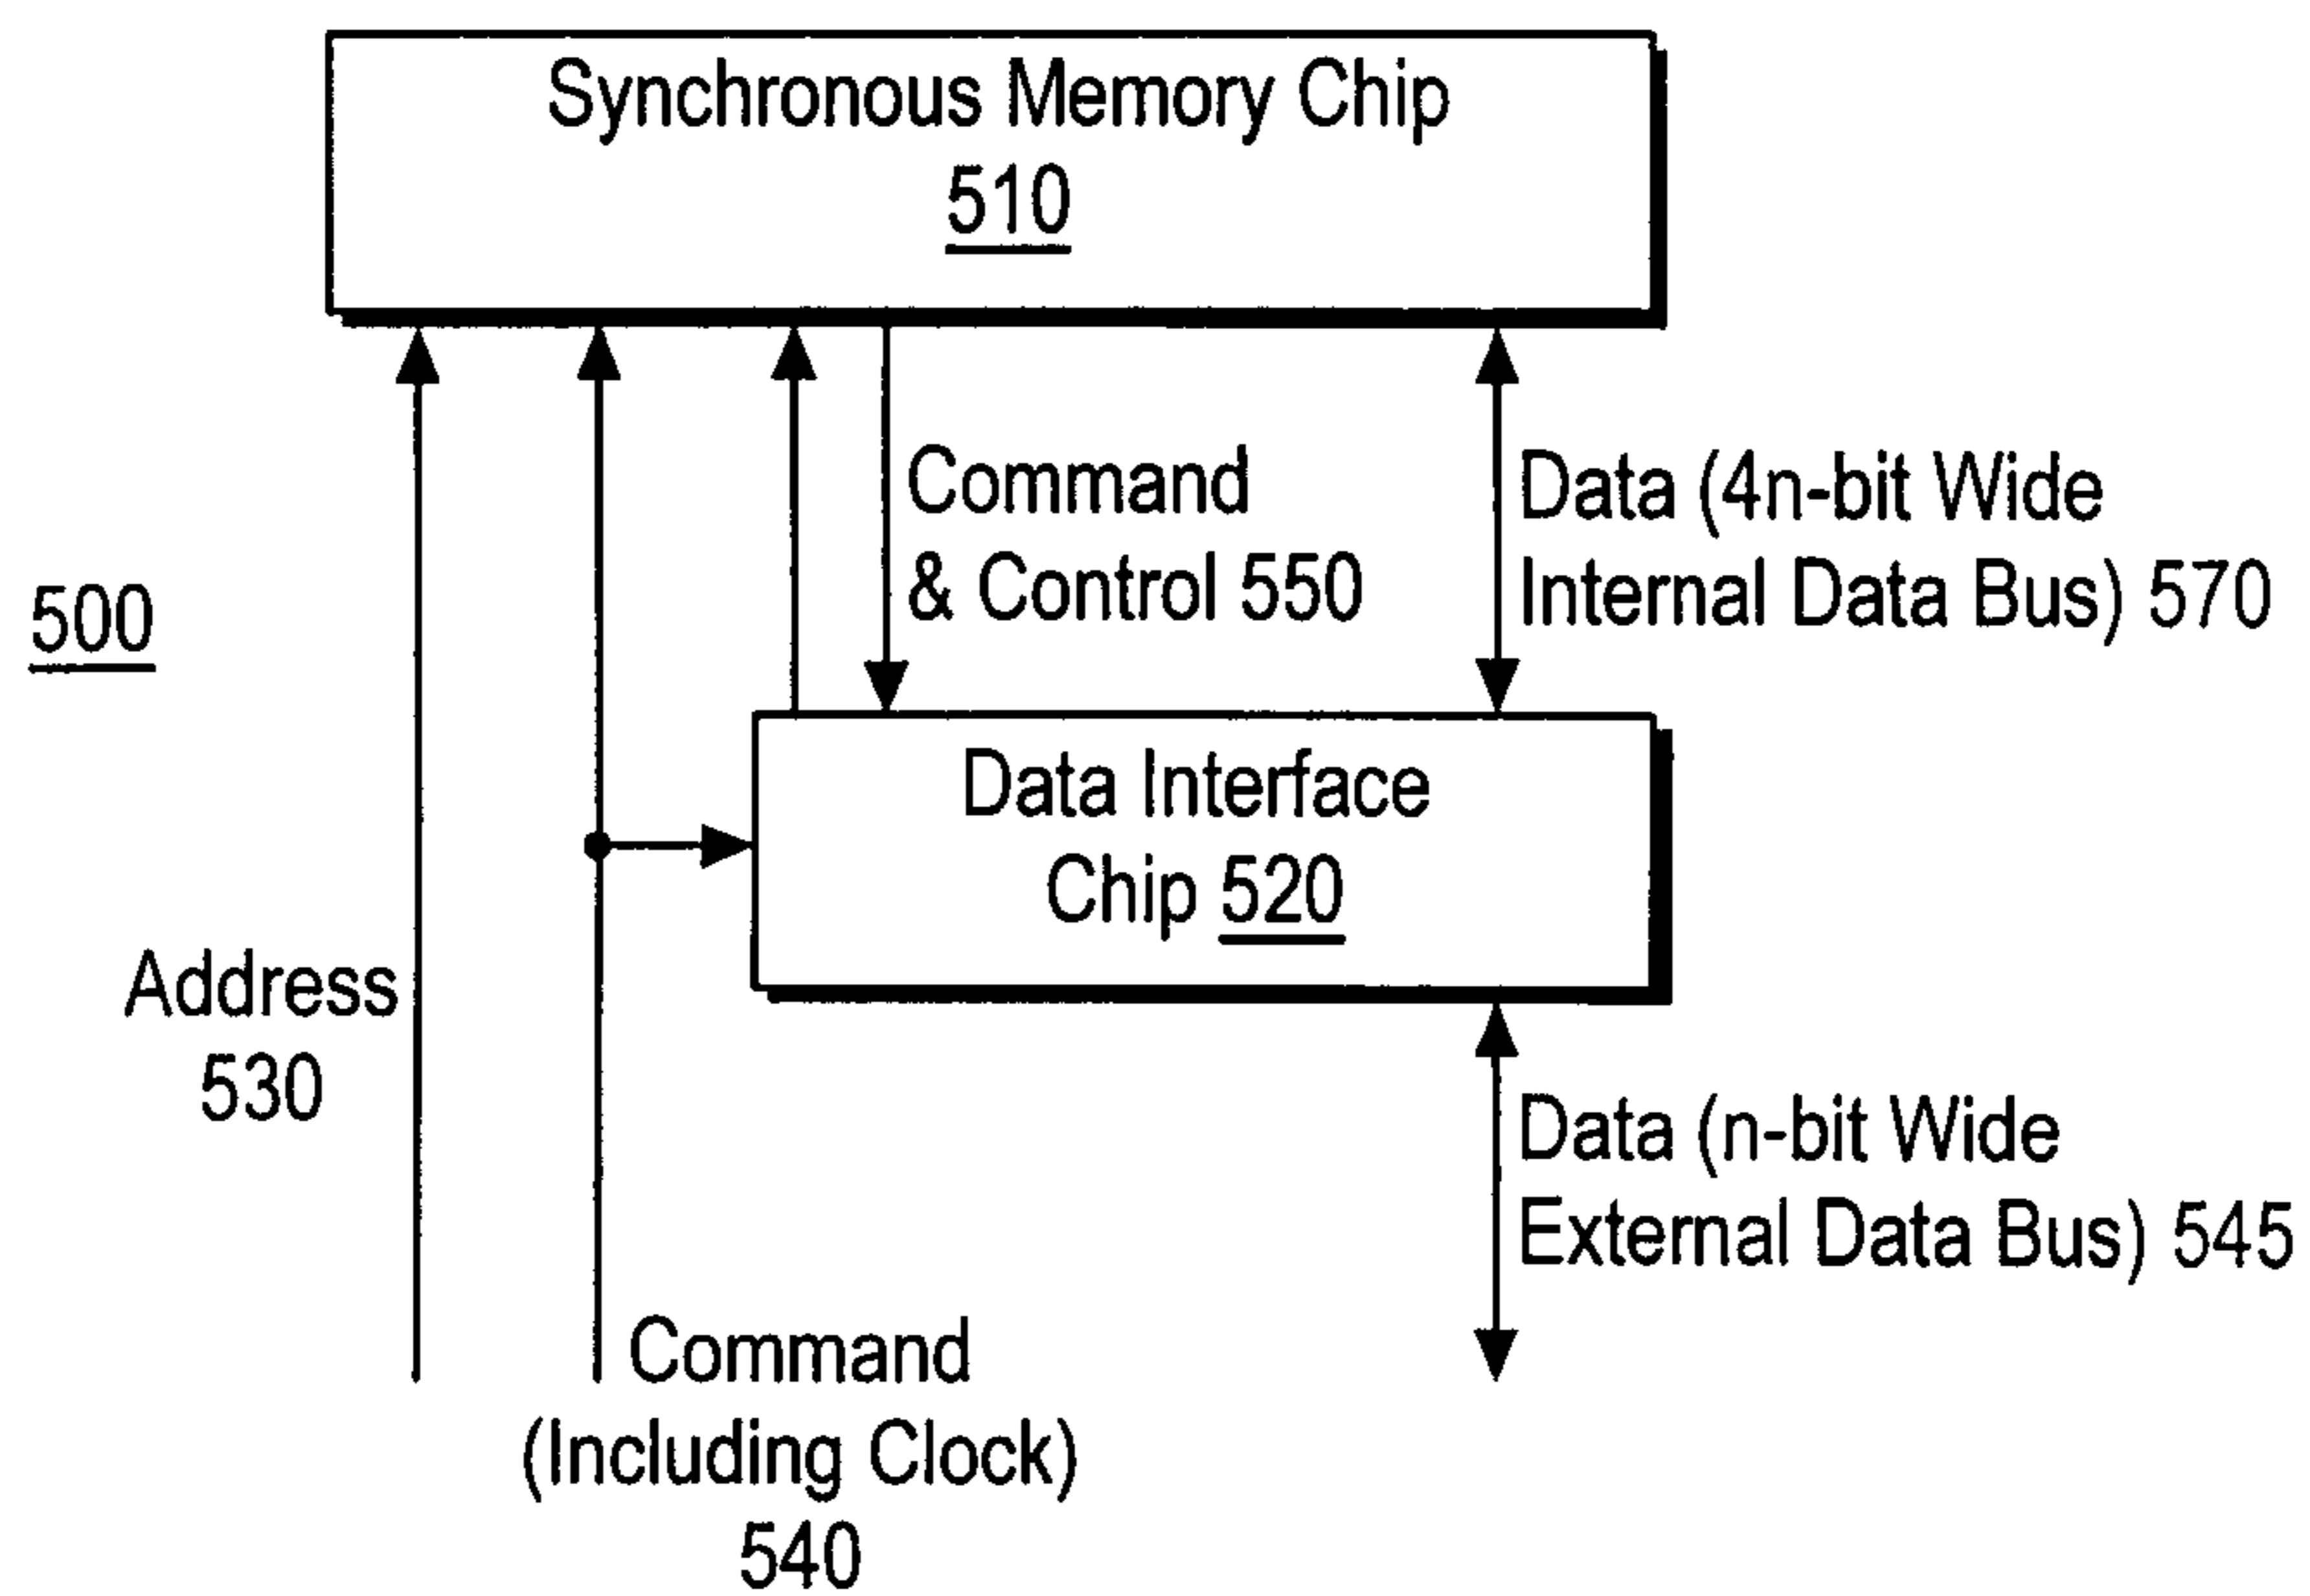 Synchronous Memory Chip
510
Command
& Control 550
Data (4n-bit Wide
Internal Data Bus) 570
500
Data Interface
Chip 520
Address
530
Data (n-bit Wide
External Data Bus) 545
Command
(Including Clock)
540